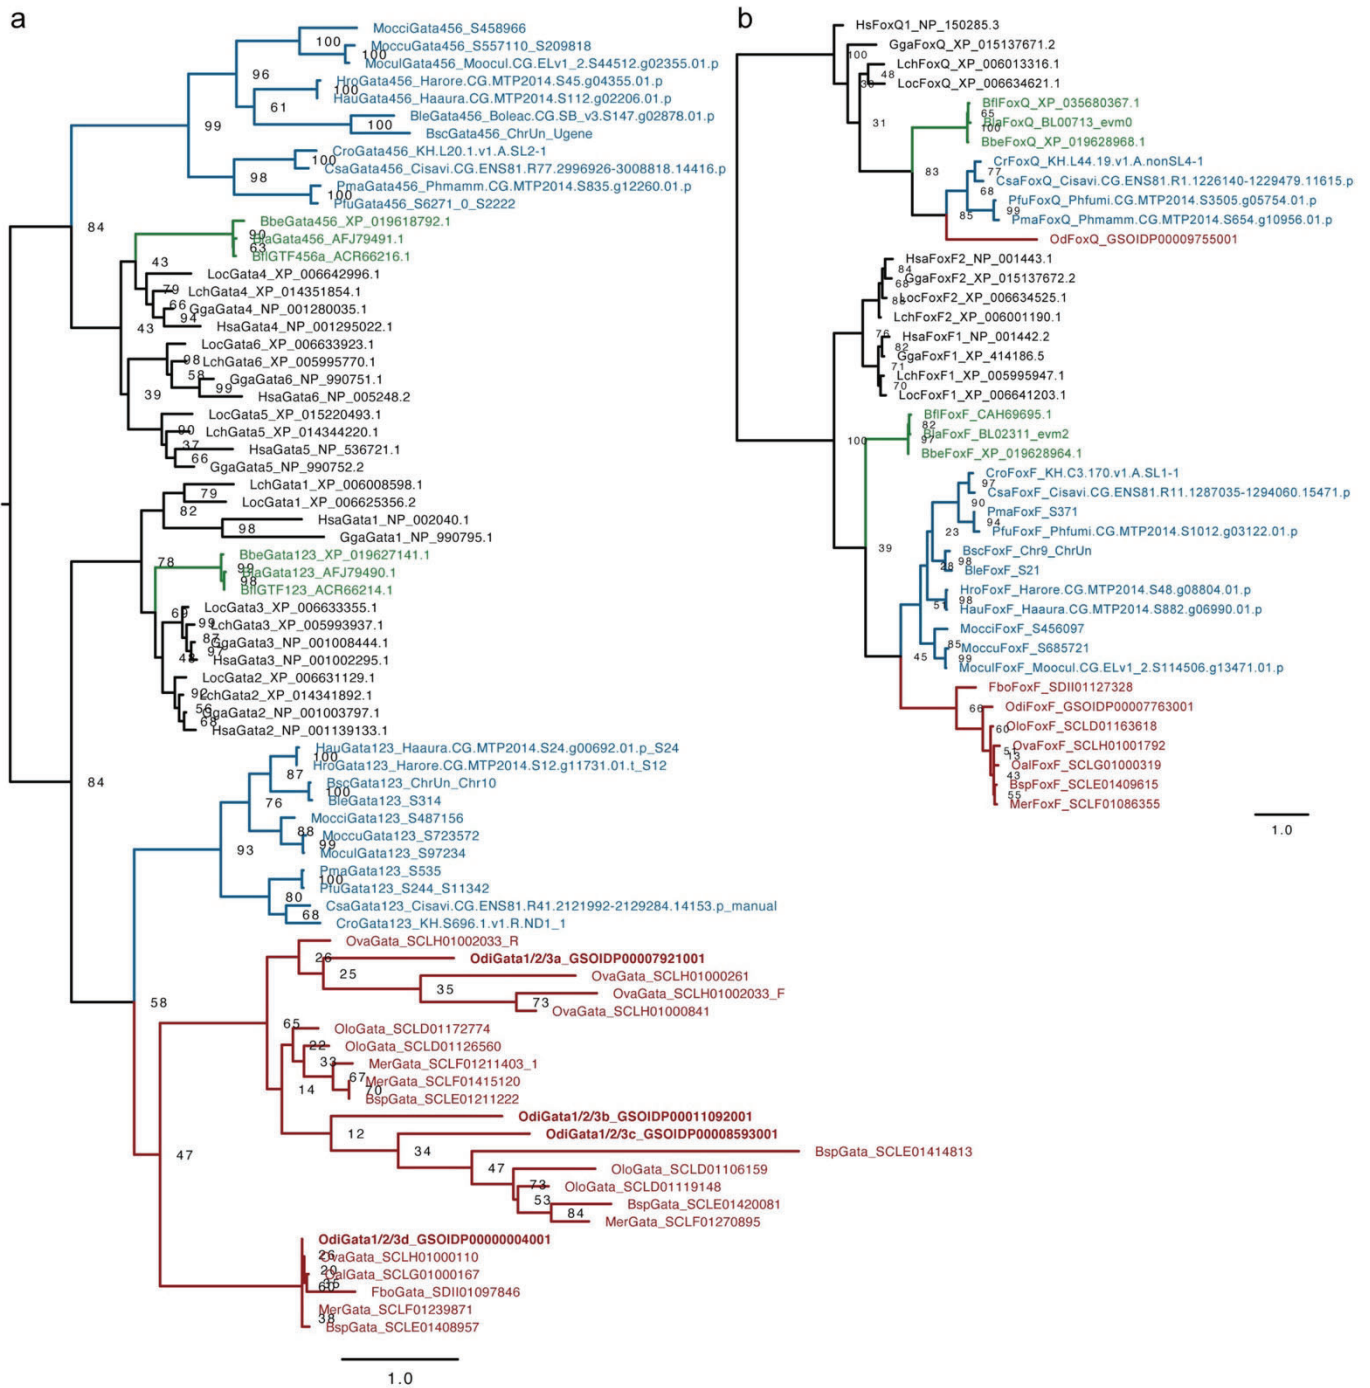 a
MocciGata456_S458966
100
MoccuGata456_S557110_S209818
100
MoculGata456_Moocul.CG.ELv1_2.S44512.g02355.01.p
96
HroGata456_Harore.CG.MTP2014.S45.g04355.01.p
100
HauGata456_Haaura.CG.MTP2014.S112.g02206.01.p
61
BleGata456_Boleac.CG.SB_v3.S147.g02878.01.p
100
BscGata456_ChrUn_Ugene
99
CroGata456_KH.L20.1.v1.A.SL2-1
100
CsaGata456_Cisavi.CG.ENS81.R77.2996926-3008818.14416.p
98
PmaGata456_Phmamm.CG.MTP2014.S835.g12260.01.p
100
PfuGata456_S6271_0_S2222
84
BbeGata456_XP_019618792.1
90
BlaGata456_AFJ79491.1
63
BflGTF456a_ACR66216.1
43
LocGata4_XP_006642996.1
79
LchGata4_XP_014351854.1
66
GgaGata4_NP_001280035.1
94
HsaGata4_NP_001295022.1
43
LocGata6_XP_006633923.1
98
LchGata6_XP_005995770.1
58
GgaGata6_NP_990751.1
99
HsaGata6_NP_005248.2
39
LocGata5_XP_015220493.1
90
LchGata5_XP_014344220.1
37
HsaGata5_NP_536721.1
66
GgaGata5_NP_990752.2
LchGata1_XP_006008598.1
79
LocGata1_XP_006625356.2
82
HsaGata1_NP_002040.1
98
GgaGata1_NP_990795.1
78
BbeGata123_XP_019627141.1
99
BlaGata123_AFJ79490.1
98
BflGTF123_ACR66214.1
LocGata3_XP_006633355.1
69
99
LchGata3_XP_005993937.1
87
GgaGata3_NP_001008444.1
97
HsaGata3_NP_001002295.1
48
LocGata2_XP_006631129.1
92
LchGata2_XP_014341892.1
56
GgaGata2_NP_001003797.1
68
HsaGata2_NP_001139133.1
84
HauGata123_Haaura.CG.MTP2014.S24.g00692.01.p_S24
100
HroGata123_Harore.CG.MTP2014.S12.g11731.01.t_S12
87
BscGata123_ChrUn_Chr10
100
BleGata123_S314
76
MocciGata123_S487156
88
MoccuGata123_S723572
99
MoculGata123_S97234
93
PmaGata123_S535
100
PfuGata123_S244_S11342
80
CsaGata123_Cisavi.CG.ENS81.R41.2121992-2129284.14153.p_manual
68
CroGata123_KH.S696.1.v1.R.ND1_1
58
OvaGata_SCLH01002033_R
26
OdiGata1/2/3a_GSOIDP00007921001
25
OvaGata_SCLH01000261
35
OvaGata_SCLH01002033_F
73
OvaGata_SCLH01000841
65
OloGata_SCLD01172774
22
OloGata_SCLD01126560
33
MerGata_SCLF01211403_1
67
MerGata_SCLF01415120
70
BspGata_SCLE01211222
14
OdiGata1/2/3b_GSOIDP00011092001
12
OdiGata1/2/3c_GSOIDP00008593001
34
BspGata_SCLE01414813
47
OloGata_SCLD01106159
73
OloGata_SCLD01119148
53
BspGata_SCLE01420081
84
MerGata_SCLF01270895
47
OdiGata1/2/3d_GSOIDP00000004001
26
OvaGata_SCLH01000110
20
OalGata_SCLG01000167
60
FboGata_SDII01097846
MerGata_SCLF01239871
38
BspGata_SCLE01408957
1.0
b
HsFoxQ1_NP_150285.3
GgaFoxQ_XP_015137671.2
100
LchFoxQ_XP_006013316.1
48
LocFoxQ_XP_006634621.1
31
BflFoxQ_XP_035680367.1
65
BlaFoxQ_BL00713_evm0
100
BbeFoxQ_XP_019628968.1
83
CrFoxQ_KH.L44.19.v1.A.nonSL4-1
77
CsaFoxQ_Cisavi.CG.ENS81.R1.1226140-1229479.11615.p
68
PfuFoxQ_Phfumi.CG.MTP2014.S3505.g05754.01.p
99
PmaFoxQ_Phmamm.CG.MTP2014.S654.g10956.01.p
85
OdFoxQ_GSOIDP00009755001
HsaFoxF2_NP_001443.1
84
GgaFoxF2_XP_015137672.2
68
LocFoxF2_XP_006634525.1
LchFoxF2_XP_006001190.1
76
HsaFoxF1_NP_001442.2
82
GgaFoxF1_XP_414186.5
71
LchFoxF1_XP_005995947.1
70
LocFoxF1_XP_006641203.1
BflFoxF_CAH69695.1
82
BlaFoxF_BL02311_evm2
97
100
BbeFoxF_XP_019628964.1
CroFoxF_KH.C3.170.v1.A.SL1-1
97
CsaFoxF_Cisavi.CG.ENS81.R11.1287035-1294060.15471.p
90
PmaFoxF_S371
94
PfuFoxF_Phfumi.CG.MTP2014.S1012.g03122.01.p
23
39
BscFoxF_Chr9_ChrUn
98
28
BleFoxF_S21
HroFoxF_Harore.CG.MTP2014.S48.g08804.01.p
98
51
HauFoxF_Haaura.CG.MTP2014.S882.g06990.01.p
MocciFoxF_S456097
85
MoccuFoxF_S685721
99
45
MoculFoxF_Moocul.CG.ELv1_2.S114506.g13471.01.p
FboFoxF_SDII01127328
66
OdiFoxF_GSOIDP00007763001
60
OloFoxF_SCLD01163618
51
OvaFoxF_SCLH01001792
13
OalFoxF_SCLG01000319
43
BspFoxF_SCLE01409615
55
MerFoxF_SCLF01086355
1.0